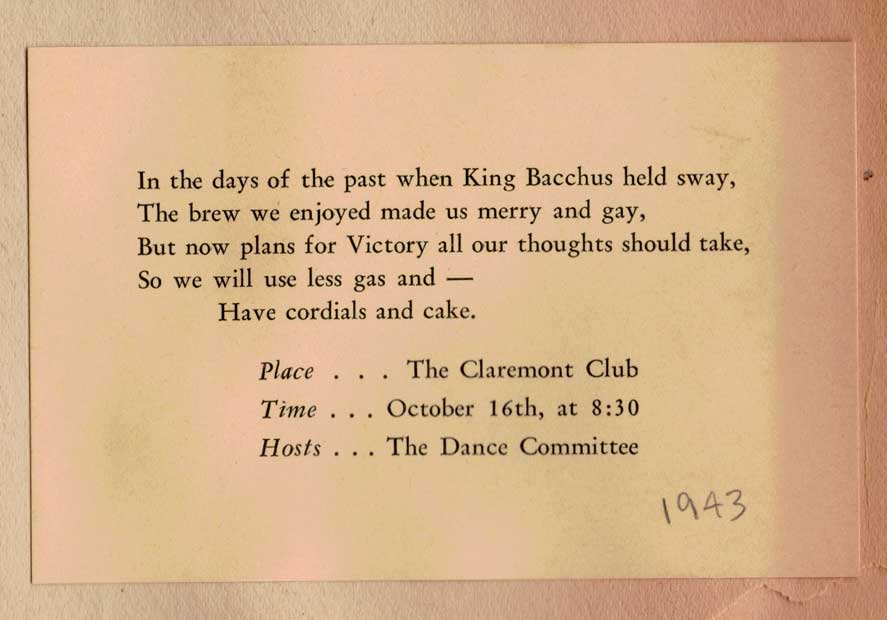 In the days of the past when King Bacchus held sway,
The brew we enjoyed made us merry and gay,
But now plans for Victory all our thoughts should take,
So we will use less gas and —
Have cordials and cake.
Place . . . The Claremont Club
Time . . . October 16th, at 8:30
Hosts . . . The Dance Committee
1943